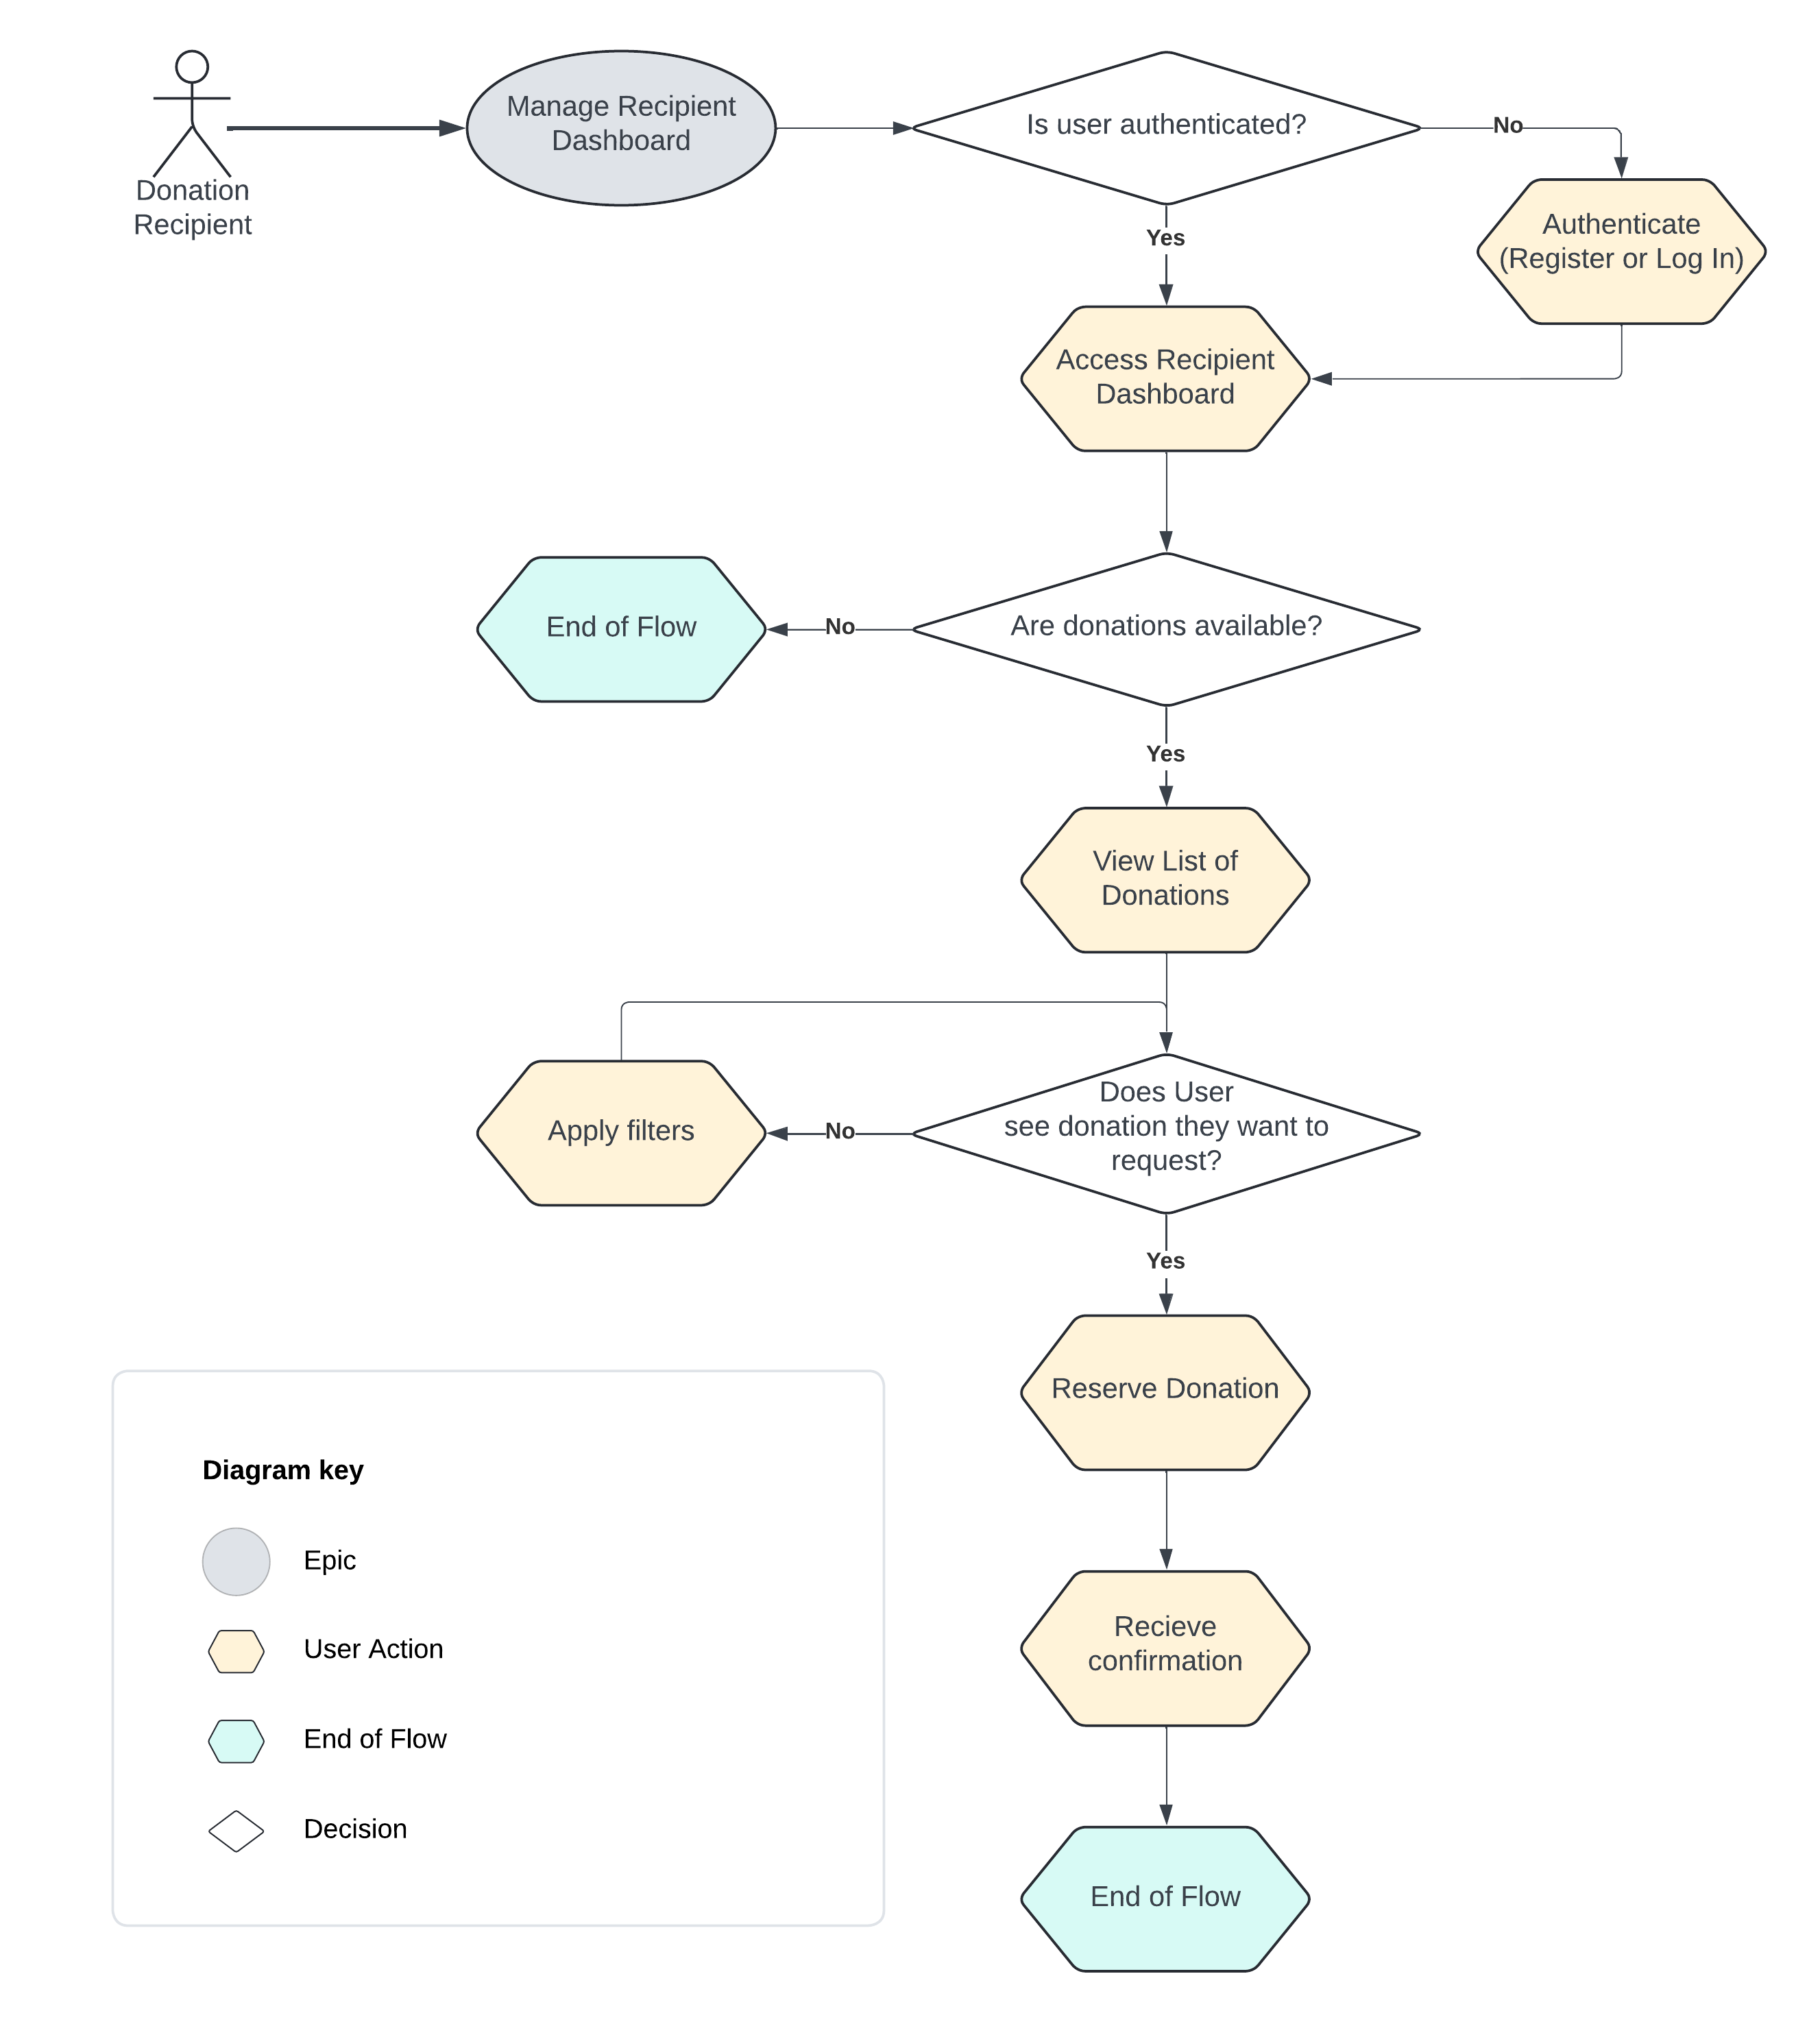 Manage Recipient
Dashboard
Is user authenticated?
No
Donation
Recipient
Authenticate
(Register or Log In)
Yes
Access Recipient
Dashboard
End of Flow
No
Are donations available?
Yes
View List of
Donations
Apply filters
No
Does User
see donation they want to
request?
Yes
Reserve Donation
Diagram key
Epic
User Action
End of Flow
Decision
Recieve
confirmation
End of Flow